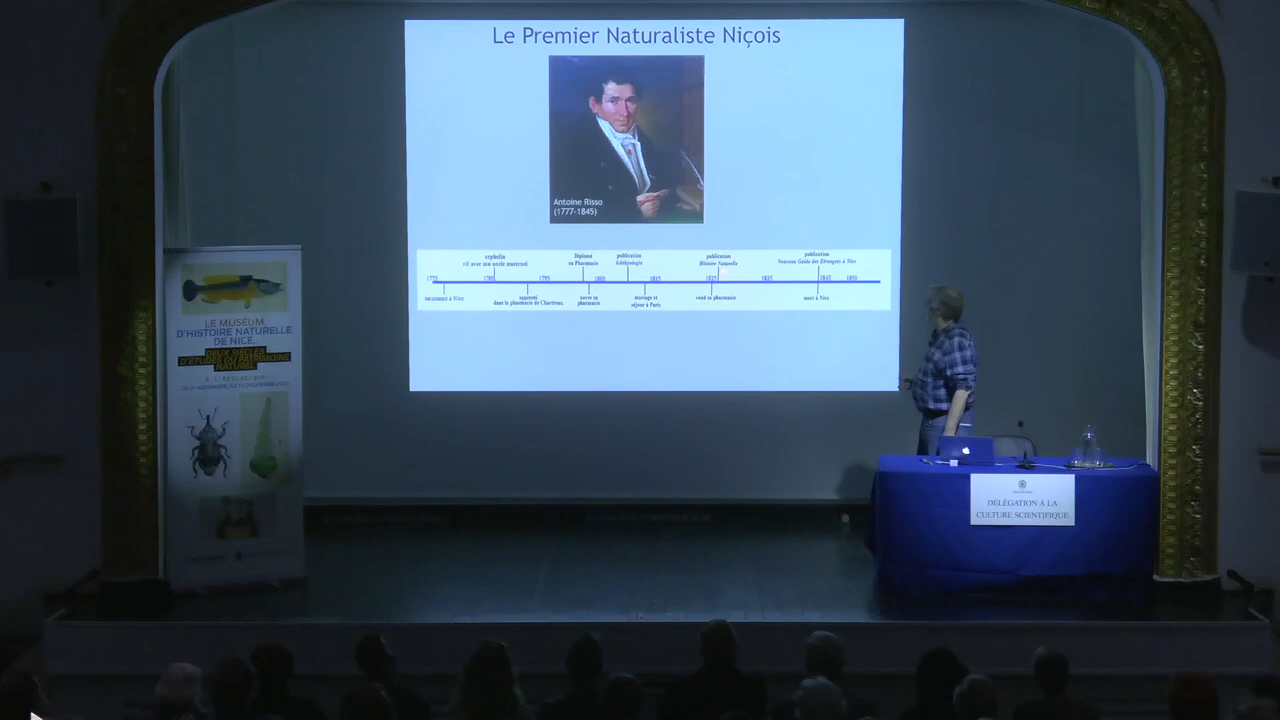 Le Premier Naturaliste Niçois
Antoine Risso
(1777-1845)
orphelin
vit avec son oncle maternel
Diplomé
en Pharmacie
publication
Ichthyologie
publication
Histoire Naturelle
publication
Nouveau Guide des Etrangers à Nice
1775 1785 1795 1805 1815 1825 1835 1845 1850
naissance à Nice
apprenti
dans la pharmacie de Chartroux
ouvre sa
pharmacie
mariage et
séjour à Paris
vend sa pharmacie
mort à Nice
LE MUSÉUM
D'HISTOIRE NATURELLE
DE NICE,
DEUX SIÈCLES
D'ÉTUDES DU PATRIMOINE
NATUREL
DÉLÉGATION À LA
CULTURE SCIENTIFIQUE